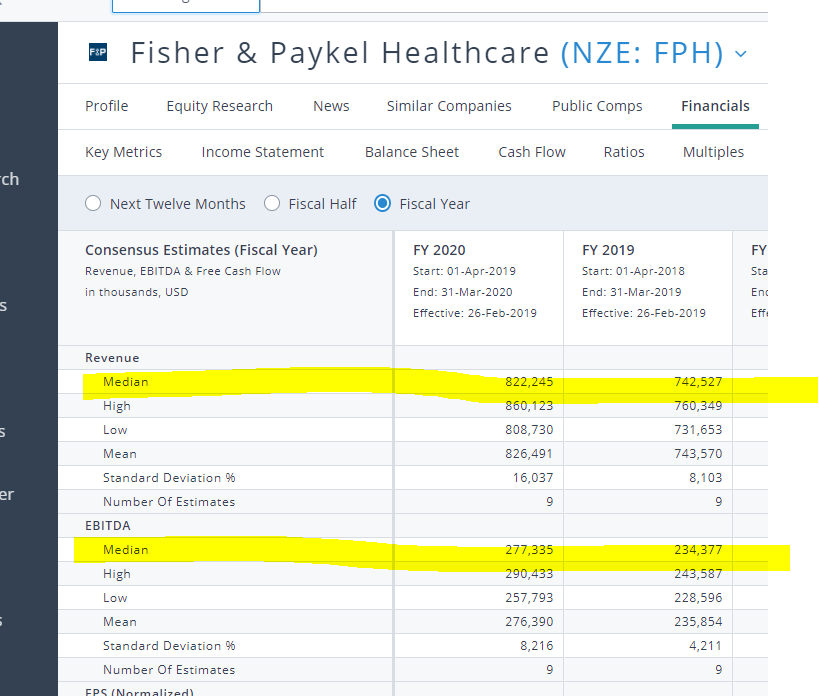 F&P Fisher & Paykel Healthcare (NZE: FPH)
Profile Equity Research News Similar Companies Public Comps Financials
Key Metrics Income Statement Balance Sheet Cash Flow Ratios Multiples
rch
Next Twelve Months Fiscal Half Fiscal Year
Consensus Estimates (Fiscal Year) FY 2020 FY 2019 FY
Revenue, EBITDA & Free Cash Flow Start: 01-Apr-2019 Start: 01-Apr-2018 Sta
in thousands, USD End: 31-Mar-2020 End: 31-Mar-2019 End
s
Effective: 26-Feb-2019 Effective: 26-Feb-2019 Effe
Revenue
Median 822,245 742,527
High 860,123 760,349
Low 808,730 731,653
s
Mean 826,491 743,570
Standard Deviation % 16,037 8,103
er
Number Of Estimates 9 9
EBITDA
Median 277,335 234,377
High 290,433 243,587
Low 257,793 228,596
Mean 276,390 235,854
Standard Deviation % 8,216 4,211
Number Of Estimates 9 9
EPS (Normalized)